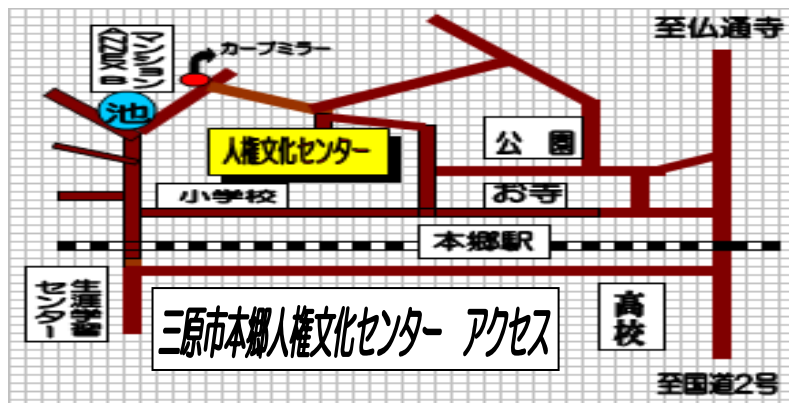 至仏通寺
マンション
カーブミラー
池
人権文化センター
公 園
小学校
お寺
本郷駅
生涯学習
センター
三原市本郷人権文化センター アクセス
高校
至国道2号